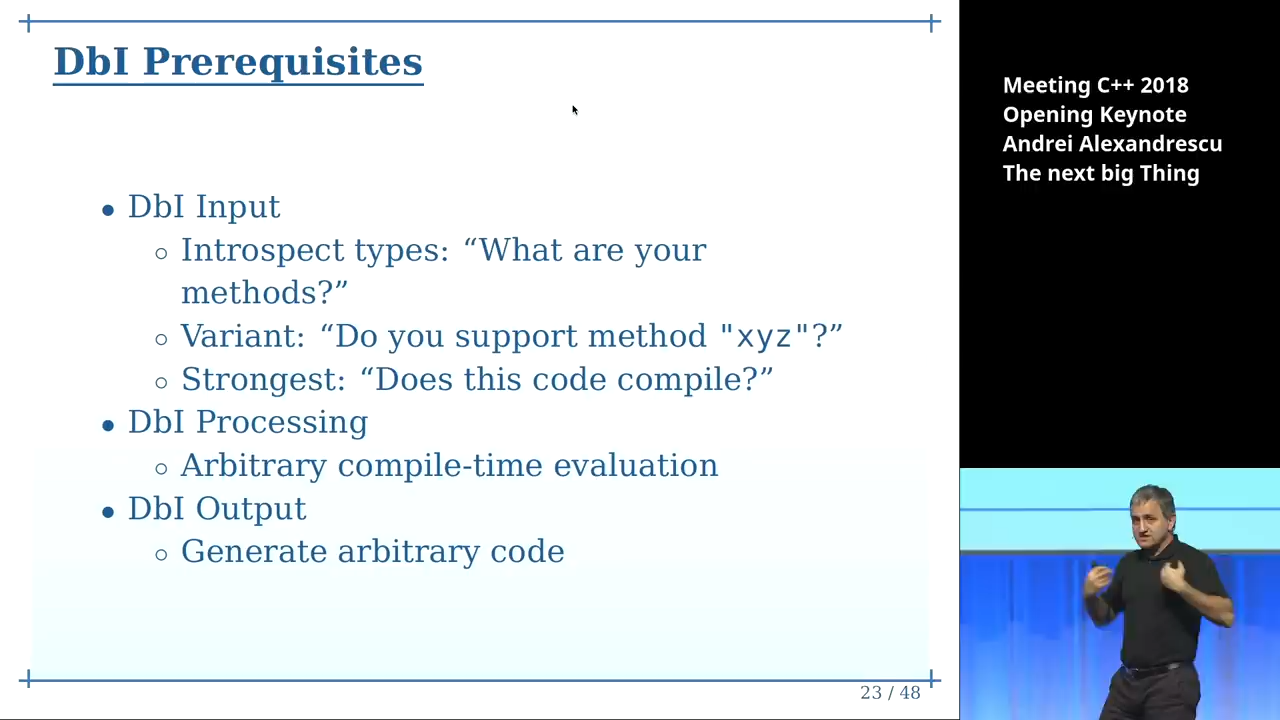 DbI Prerequisites
• DbI Input
○ Introspect types: “What are your
methods?”
○ Variant: “Do you support method "xyz"?”
○ Strongest: “Does this code compile?”
• DbI Processing
○ Arbitrary compile-time evaluation
• DbI Output
○ Generate arbitrary code
23 / 48
Meeting C++ 2018
Opening Keynote
Andrei Alexandrescu
The next big Thing